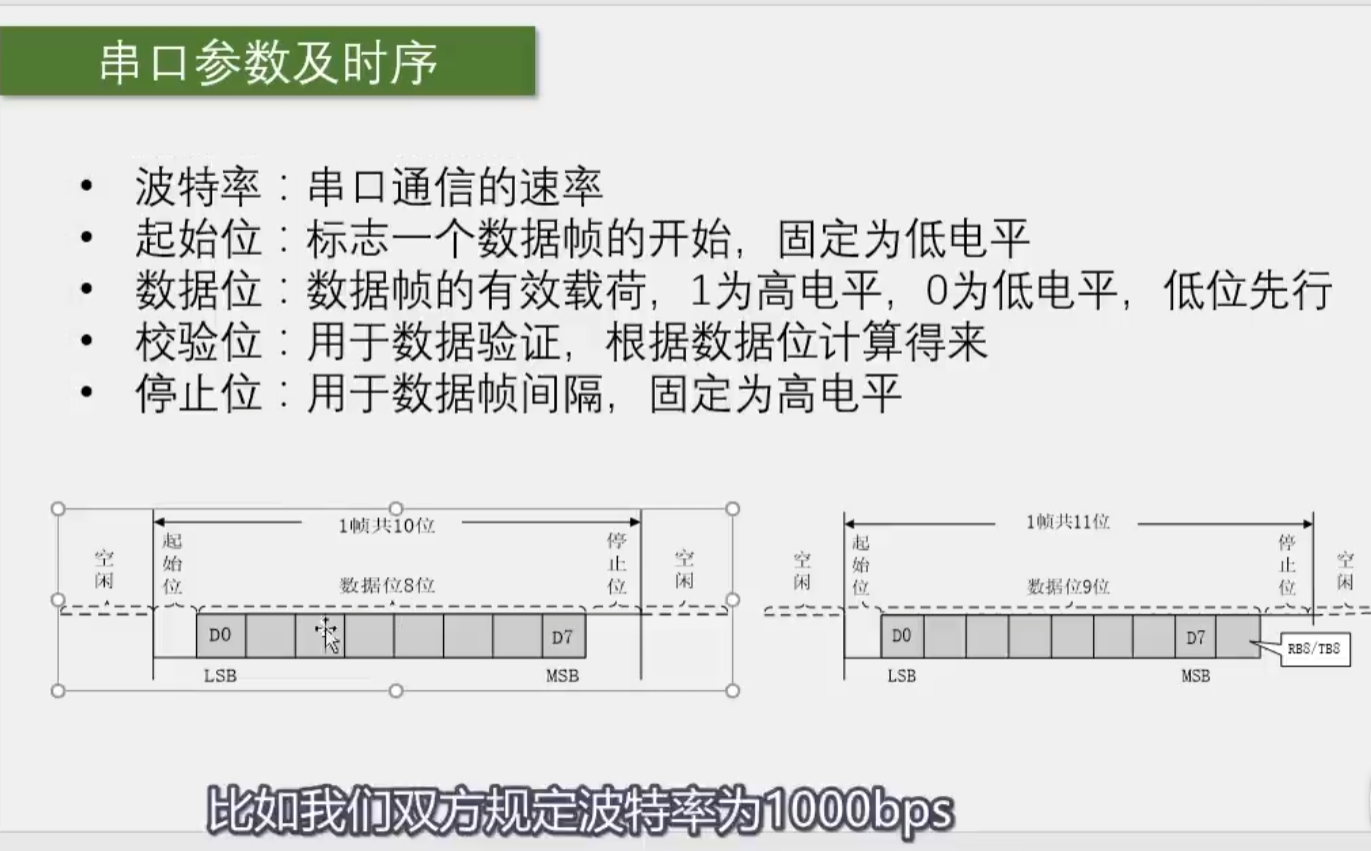 串口参数及时序
• 波特率：串口通信的速率
• 起始位：标志一个数据帧的开始，固定为低电平
• 数据位：数据帧的有效载荷，1为高电平，0为低电平，低位先行
• 校验位：用于数据验证，根据数据位计算得来
• 停止位：用于数据帧间隔，固定为高电平
1帧共10位
空闲
起始位
数据位8位
停止位
空闲
D0
D7
LSB
MSB
1帧共11位
空闲
起始位
数据位9位
停止位
空闲
D0
D7
RB8/TB8
LSB
MSB
比如我们双方规定波特率为1000bps